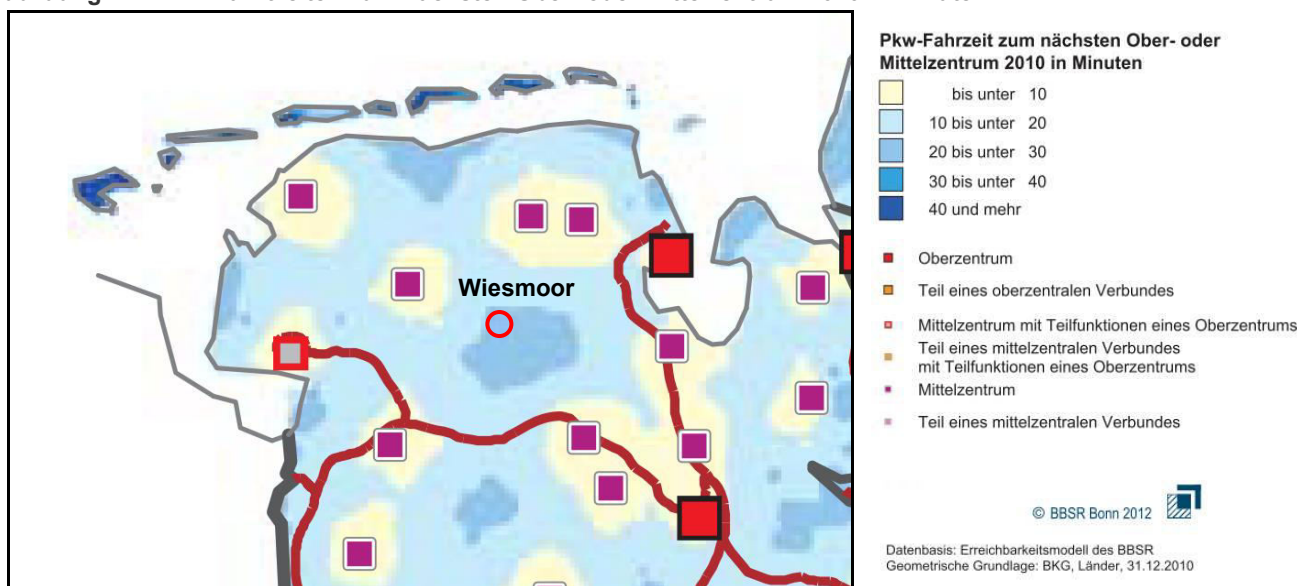 Wiesmoor
Pkw-Fahrzeit zum nächsten Ober- oder
Mittelzentrum 2010 in Minuten
bis unter 10
10 bis unter 20
20 bis unter 30
30 bis unter 40
40 und mehr
Oberzentrum
Teil eines oberzentralen Verbundes
Mittelzentrum mit Teilfunktionen eines Oberzentrums
Teil eines mittelzentralen Verbundes
mit Teilfunktionen eines Oberzentrums
Mittelzentrum
Teil eines mittelzentralen Verbundes
© BBSR Bonn 2012
Datenbasis: Erreichbarkeitsmodell des BBSR
Geometrische Grundlage: BKG, Länder, 31.12.2010